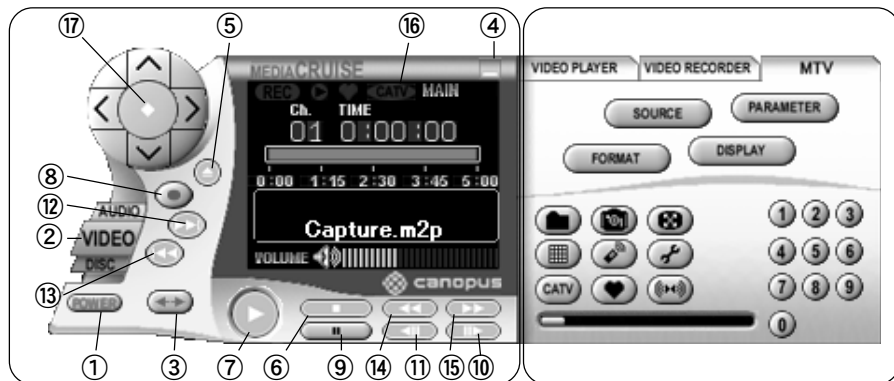 ⑰ ⑤ ⑯ ④
MEDIACRUISE
REC CATV MAIN
Ch. TIME
01 0:00:00
0:00 1:15 2:30 3:45 5:00
Capture.m2p
VOLUME
canopus
⑧
⑫
②
⑬
AUDIO
VIDEO
DISC
POWER
① ③ ⑦ ⑥ ⑨ ⑭ ⑪ ⑮ ⑩
VIDEO PLAYER VIDEO RECORDER MTV
SOURCE PARAMETER
FORMAT DISPLAY
1 2 3
4 5 6
CATV 7 8 9
0